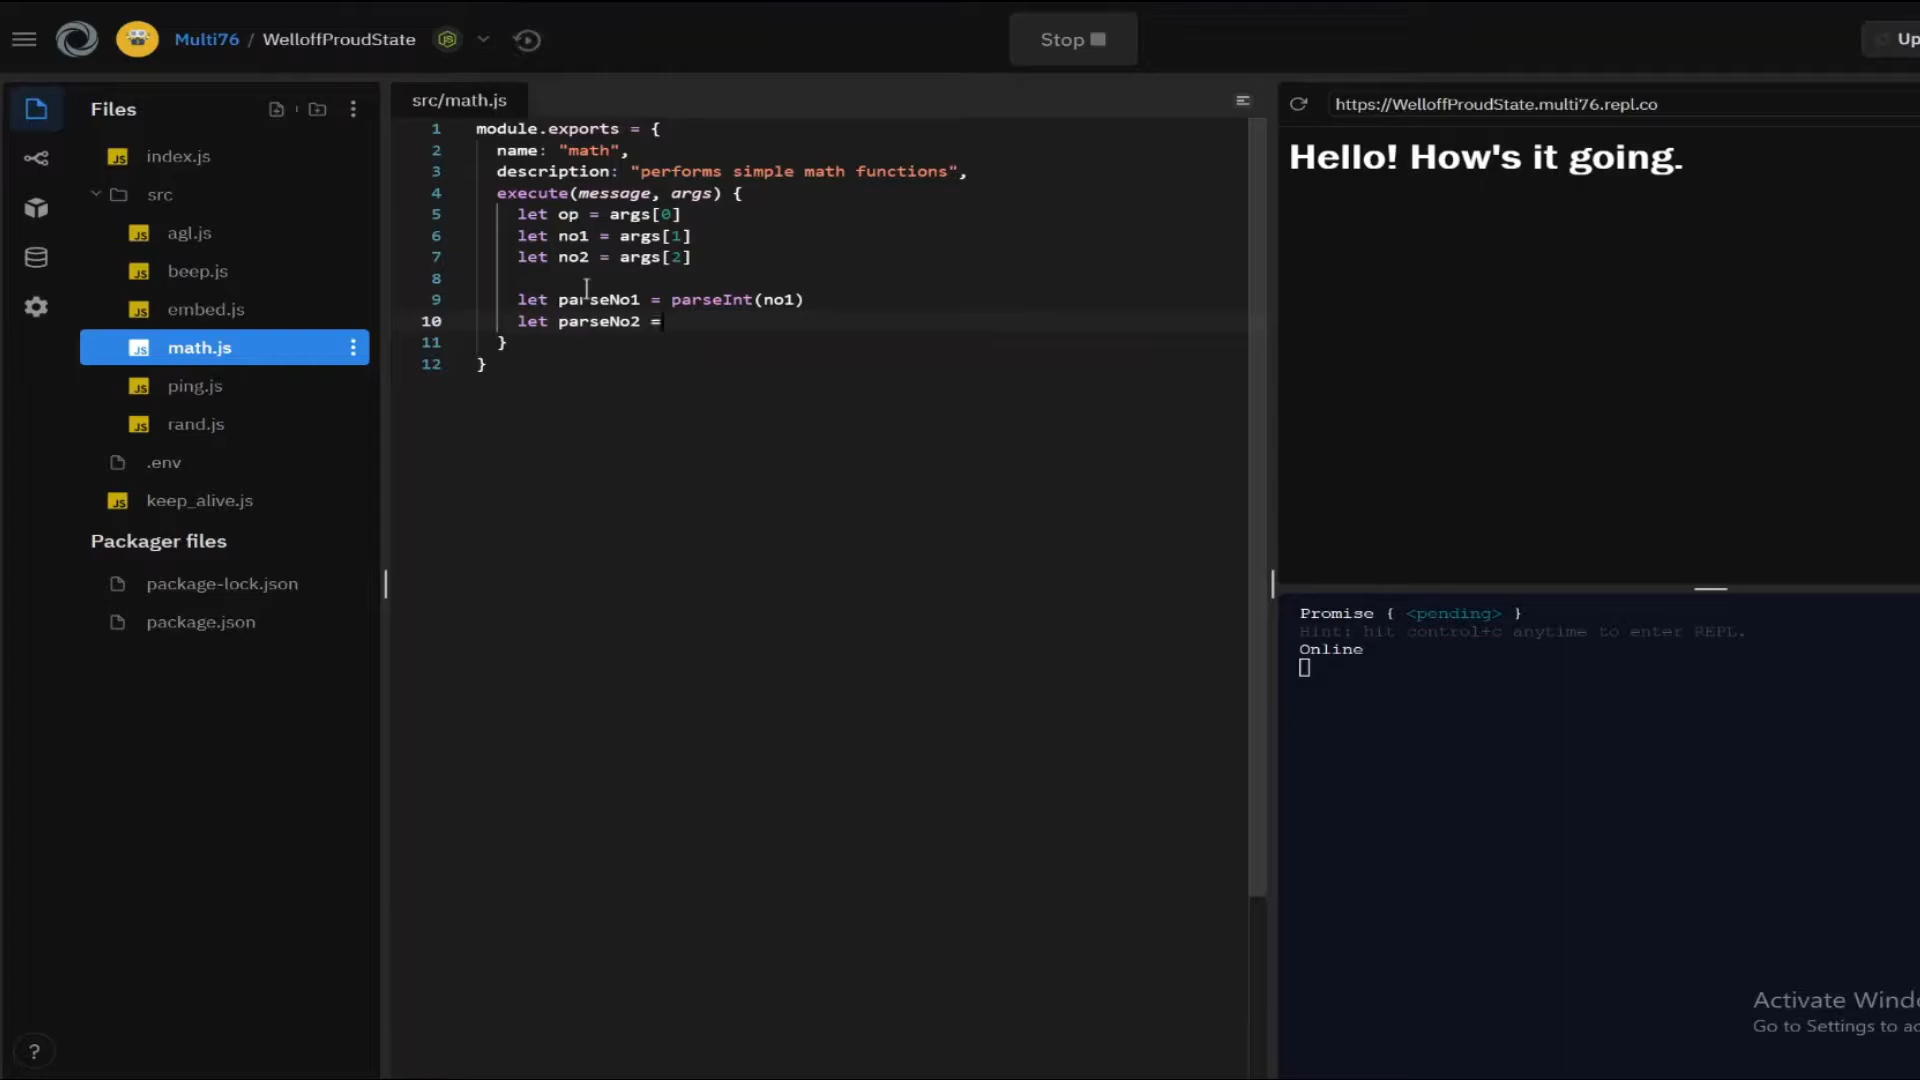 Multi76 / WelloffProudState
Stop
Up
Files
index.js
src
agl.js
beep.js
embed.js
math.js
ping.js
rand.js
.env
keep_alive.js
Packager files
package-lock.json
package.json
?
src/math.js
1 module.exports = {
2 name: "math",
3 description: "performs simple math functions",
4 execute(message, args) {
5 let op = args[0]
6 let no1 = args[1]
7 let no2 = args[2]
8
9 let parseNo1 = parseInt(no1)
10 let parseNo2 =
11 }
12 }
https://WelloffProudState.multi76.repl.co
Hello! How's it going.
Promise { <pending> }
Hint: hit control+c anytime to enter REPL.
Online
Activate Windo
Go to Settings to ac